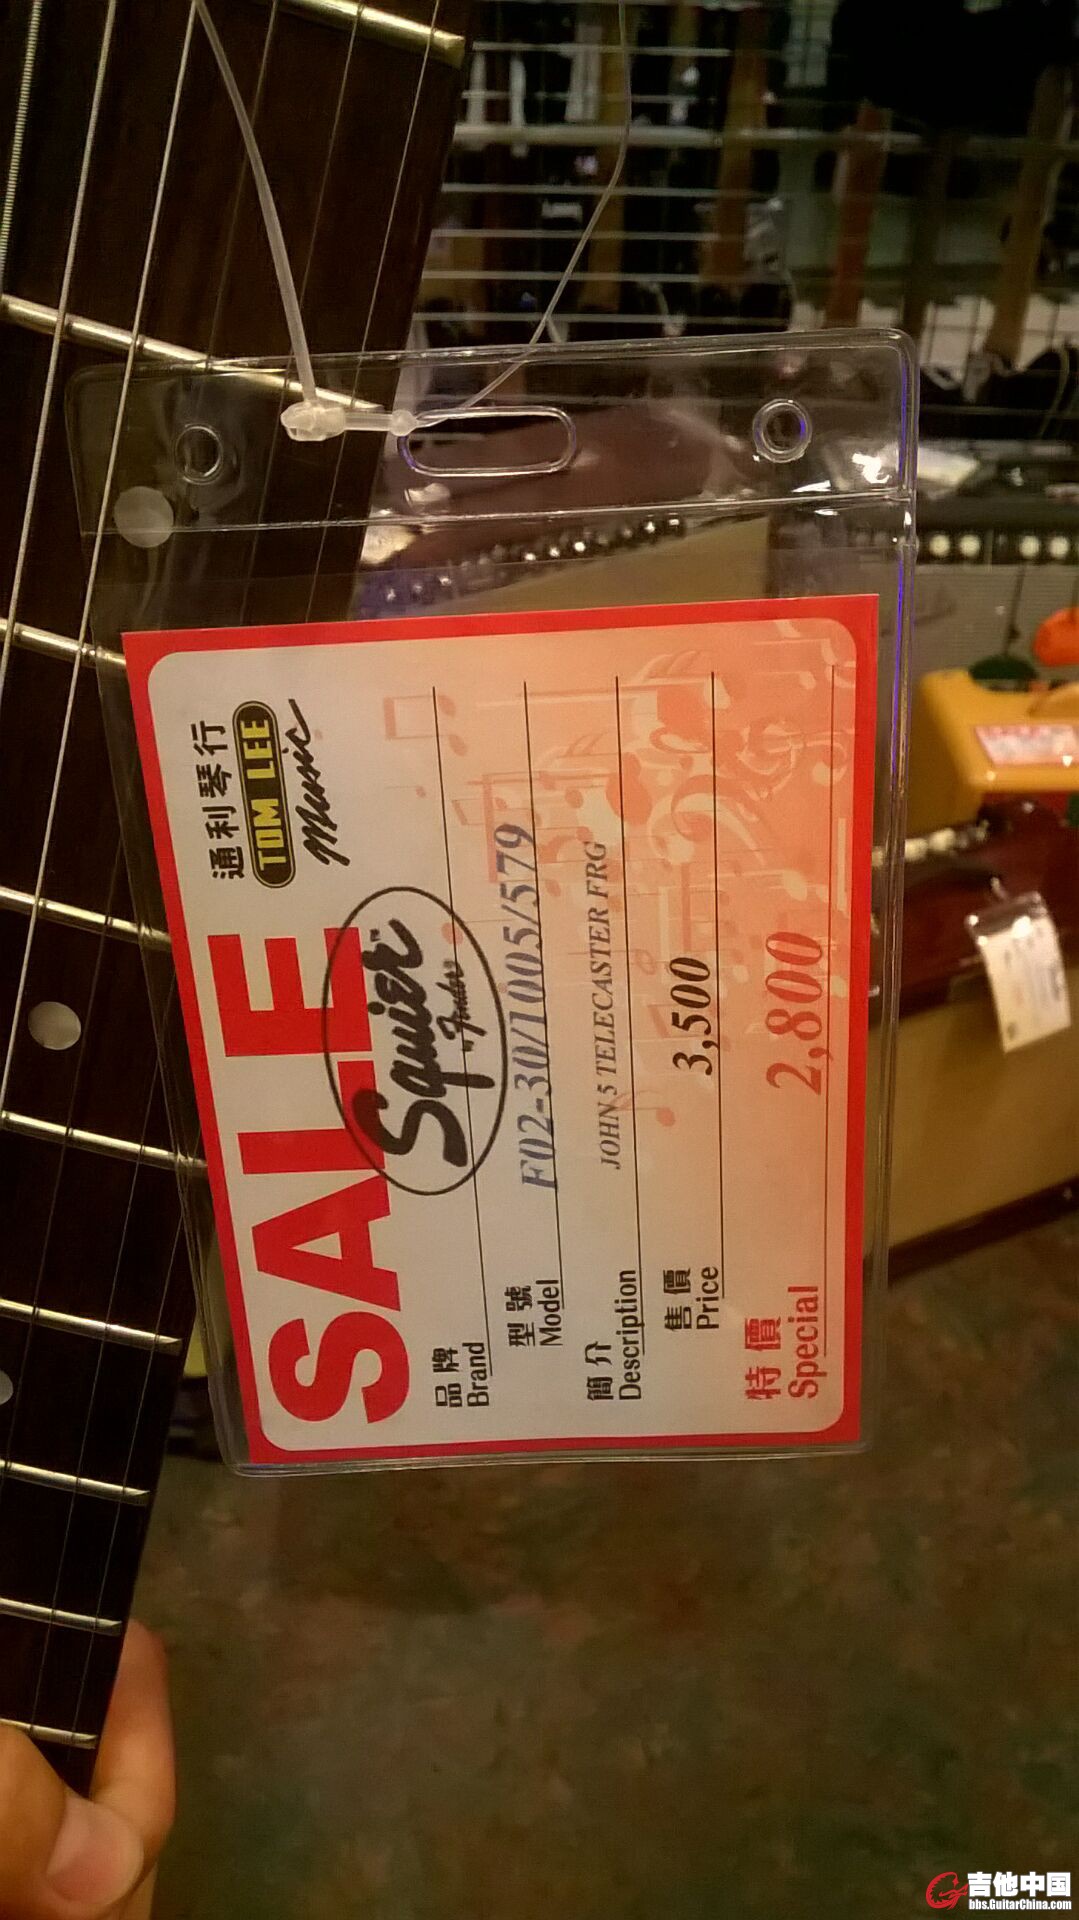 SALE
通利琴行
TOM LEE
Music
品牌
Brand
Squier™
by Fender®
型號
Model
F02-30/1005/579
簡介
Description
JOHN 5 TELECASTER FRG
售價
Price
3,500
特價
Special
2,800
吉他中国
bbs.GuitarChina.com